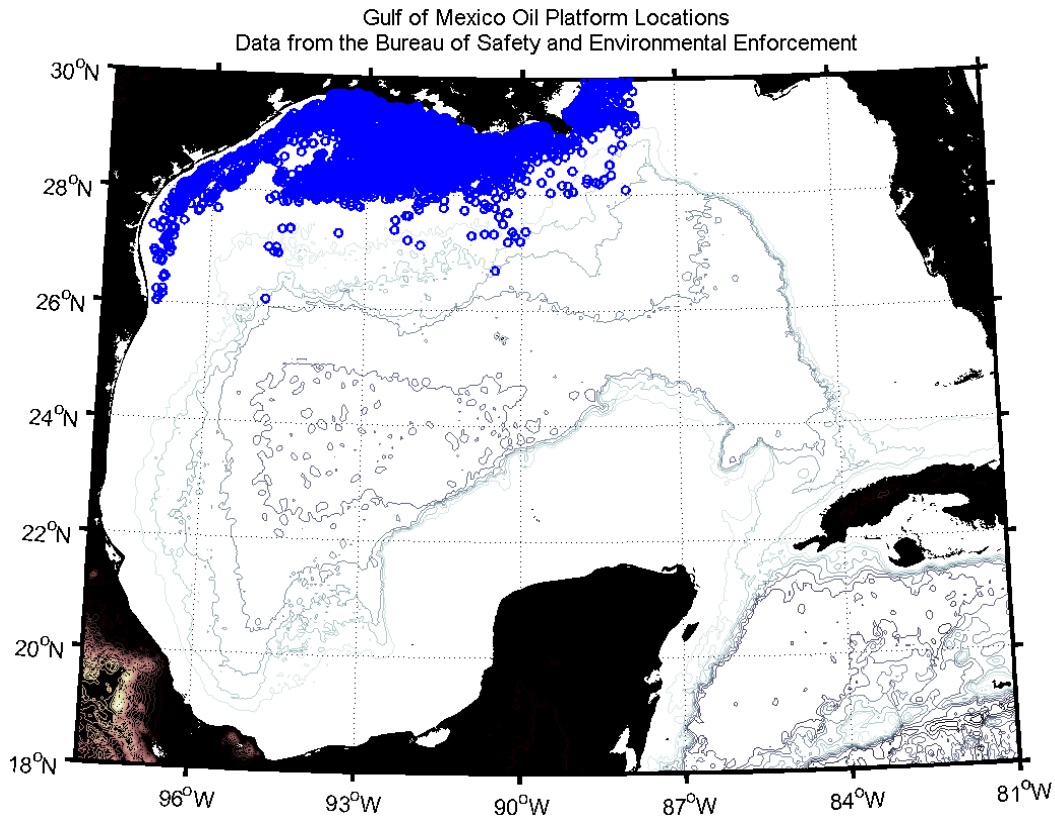 Gulf of Mexico Oil Platform Locations
Data from the Bureau of Safety and Environmental Enforcement
30°N
28°N
26°N
24°N
22°N
20°N
18°N
96°W
93°W
90°W
87°W
84°W
81°W